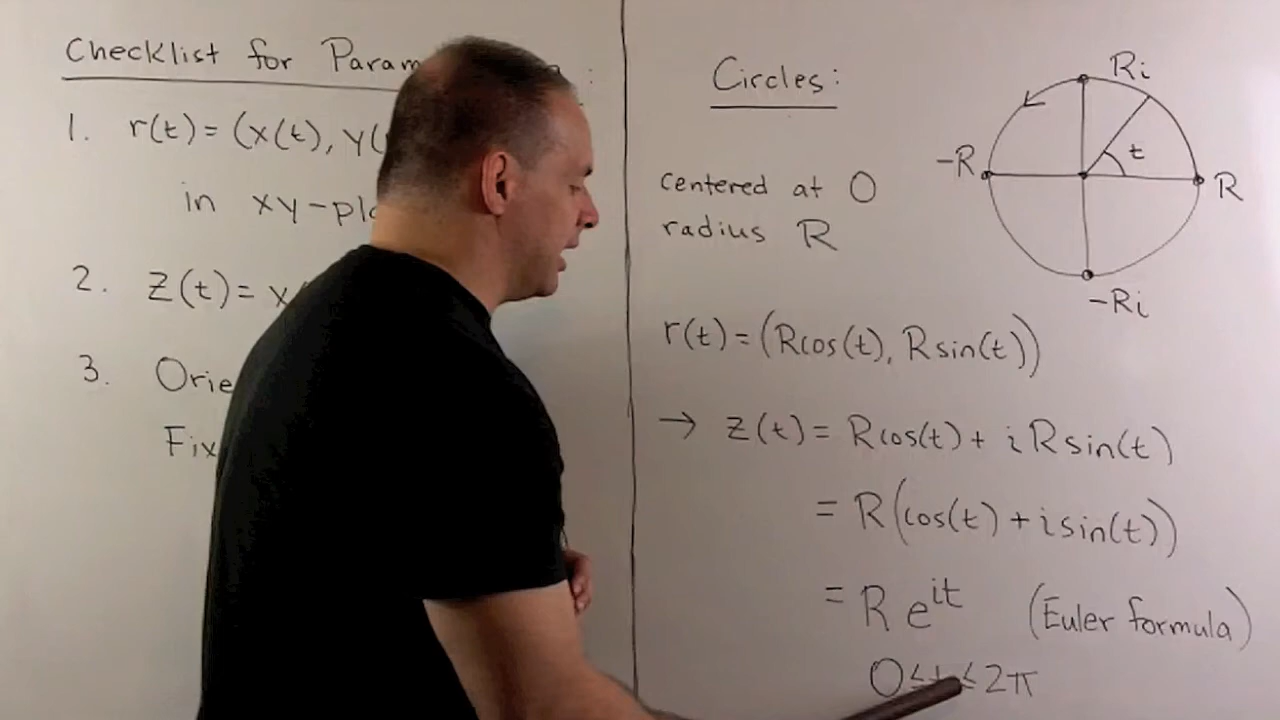 Checklist for Param :
1. r(t) = (x(t), y(
in xy-pl
2. z(t) = x
3. Orie
Fix
Circles:
centered at 0
radius R
Ri
-R
t
R
-Ri
r(t) = (Rcos(t), Rsin(t))
→ z(t) = Rcos(t) + iRsin(t)
= R(cos(t) + isin(t))
= R e^{it} (Euler formula)
0 ≤ t ≤ 2π